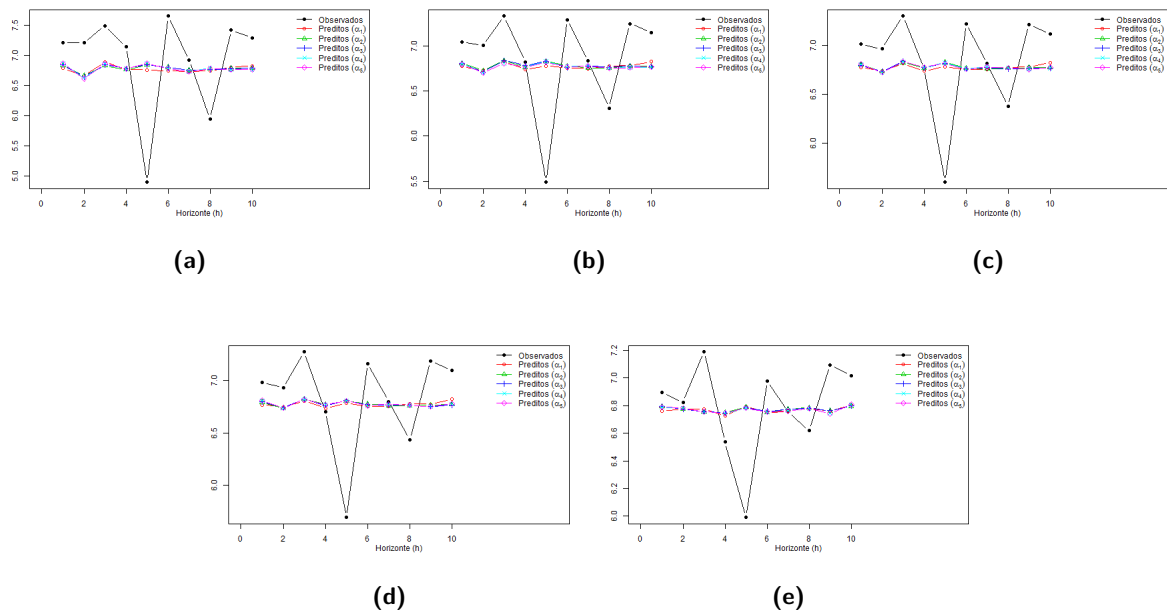 7.5
7.0
6.5
6.0
5.5
5.0
0 2 4 6 8 10
Horizonte (h)
Observados
Preditos (α₁)
Preditos (α₂)
Preditos (α₃)
Preditos (α₄)
Preditos (α₅)
(a)
7.0
6.5
6.0
5.5
0 2 4 6 8 10
Horizonte (h)
Observados
Preditos (α₁)
Preditos (α₂)
Preditos (α₃)
Preditos (α₄)
Preditos (α₅)
(b)
7.0
6.5
6.0
0 2 4 6 8 10
Horizonte (h)
Observados
Preditos (α₁)
Preditos (α₂)
Preditos (α₃)
Preditos (α₄)
Preditos (α₅)
(c)
7.0
6.5
6.0
0 2 4 6 8 10
Horizonte (h)
Observados
Preditos (α₁)
Preditos (α₂)
Preditos (α₃)
Preditos (α₄)
Preditos (α₅)
(d)
7.2
7.0
6.8
6.6
6.4
6.2
6.0
0 2 4 6 8 10
Horizonte (h)
Observados
Preditos (α₁)
Preditos (α₂)
Preditos (α₃)
Preditos (α₄)
Preditos (α₅)
(e)